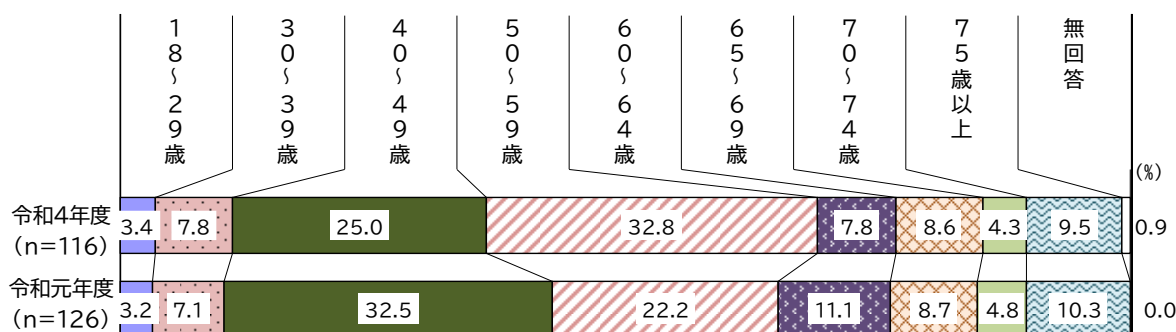 18～29歳
30～39歳
40～49歳
50～59歳
60～64歳
65～69歳
70～74歳
75歳以上
無回答
(%)
令和4年度
(n=116)
3.4 7.8 25.0 32.8 7.8 8.6 4.3 9.5 0.9
令和元年度
(n=126)
3.2 7.1 32.5 22.2 11.1 8.7 4.8 10.3 0.0